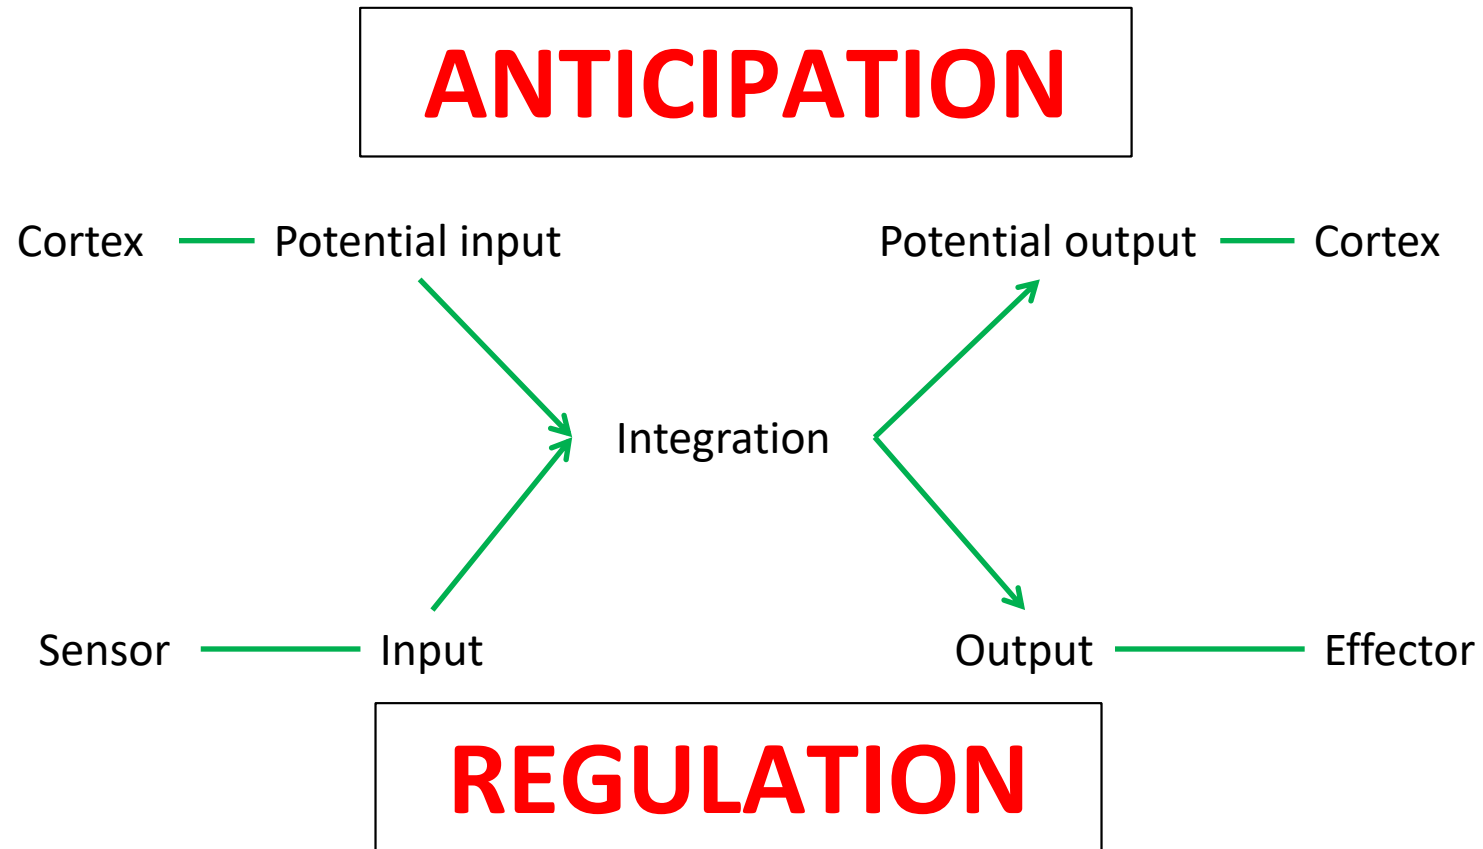 ANTICIPATION
Cortex Potential input Potential output Cortex
Integration
Sensor Input Output Effector
REGULATION